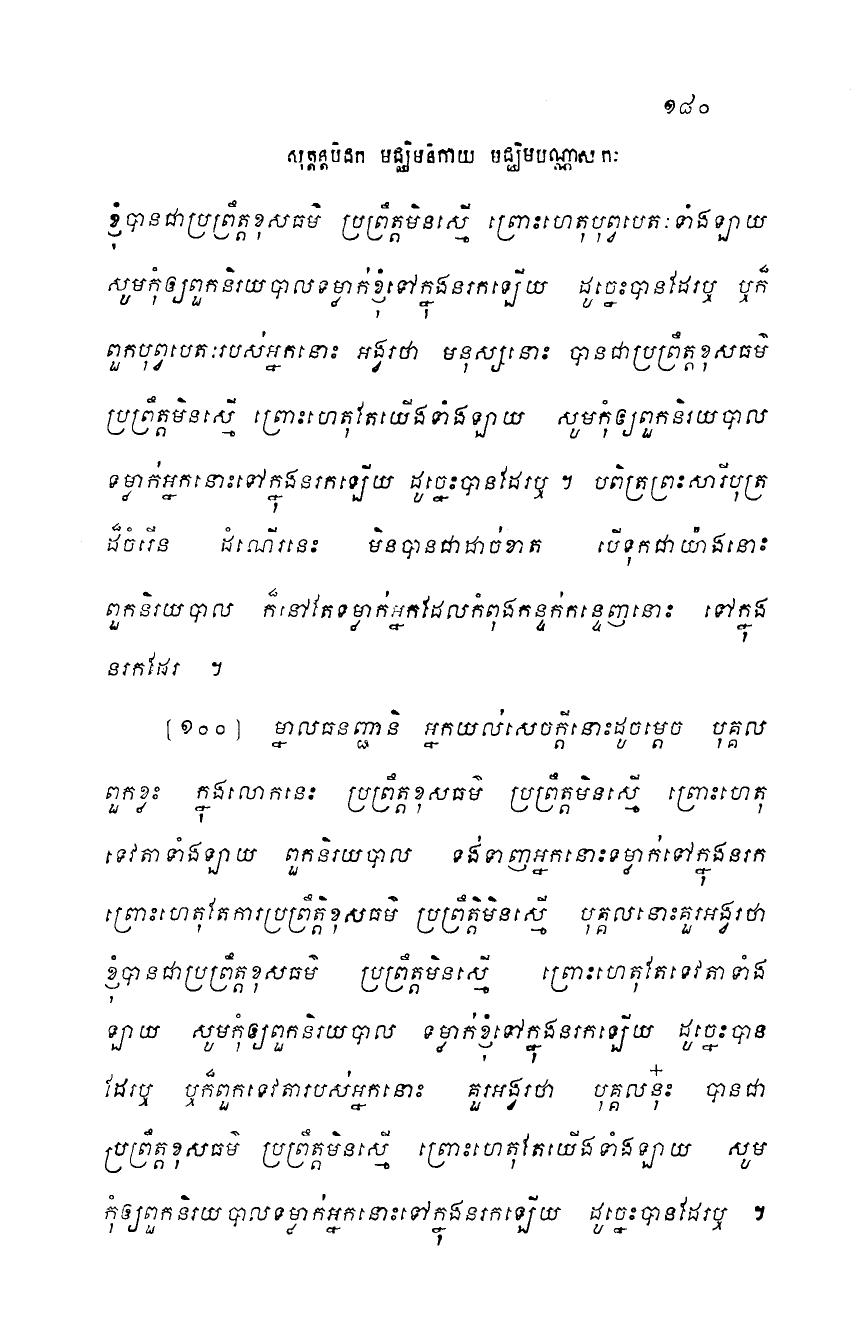 ១៨០
សុត្តន្តបិដក មជ្ឈិមនិកាយ មជ្ឈិមបណ្ណាសកៈ
ខ្ញុំបានជាប្រព្រឹត្តខុសធម៌ ប្រព្រឹត្តមិនស្មើ ព្រោះហេតុបុព្វបេតៈទាំងឡាយ
សូមកុំឲ្យពួកនិរយបាលទម្លាក់ខ្ញុំទៅក្នុងនរកឡើយ ដូច្នេះបានដែរឬ ឬក៏
ពួកបុព្វបេតៈរបស់អ្នកនោះ អង្វរថា មនុស្សនោះ បានជាប្រព្រឹត្តខុសធម៌
ប្រព្រឹត្តមិនស្មើ ព្រោះហេតុតែយើងទាំងឡាយ សូមកុំឲ្យពួកនិរយបាល
ទម្លាក់អ្នកនោះទៅក្នុងនរកឡើយ ដូច្នេះបានដែរឬ ។ បពិត្រព្រះសារីបុត្រ
ដ៏ចំរើន ដំណើរនេះ មិនបានជាដាច់ខាត បើទុកជាយ៉ាងនោះ
ពួកនិរយបាល ក៏នៅតែទម្លាក់អ្នកដែលកំពុងកន្ទក់កន្ទេញនោះ ទៅក្នុង
នរកដែរ ។
[១០០] ម្នាលធនញ្ជានិ អ្នកយល់សេចក្តីនោះដូចម្តេច បុគ្គល
ពួកខ្លះ ក្នុងលោកនេះ ប្រព្រឹត្តខុសធម៌ ប្រព្រឹត្តមិនស្មើ ព្រោះហេតុ
ទេវតាទាំងឡាយ ពួកនិរយបាល ទង់ទាញអ្នកនោះទម្លាក់ទៅក្នុងនរក
ព្រោះហេតុតែការប្រព្រឹត្តិខុសធម៌ ប្រព្រឹត្តិមិនស្មើ បុគ្គលនោះគួរអង្វរថា
ខ្ញុំបានជាប្រព្រឹត្តខុសធម៌ ប្រព្រឹត្តមិនស្មើ ព្រោះហេតុតែទេវតាទាំង
ឡាយ សូមកុំឲ្យពួកនិរយបាល ទម្លាក់ខ្ញុំទៅក្នុងនរកឡើយ ដូច្នេះបាន
ដែរឬ ឬក៏ពួកទេវតារបស់អ្នកនោះ គួរអង្វរថា បុគ្គលនុ៎ះ បានជា
ប្រព្រឹត្តខុសធម៌ ប្រព្រឹត្តមិនស្មើ ព្រោះហេតុតែយើងទាំងឡាយ សូម
កុំឲ្យពួកនិរយបាលទម្លាក់អ្នកនោះទៅក្នុងនរកឡើយ ដូច្នេះបានដែរឬ ។